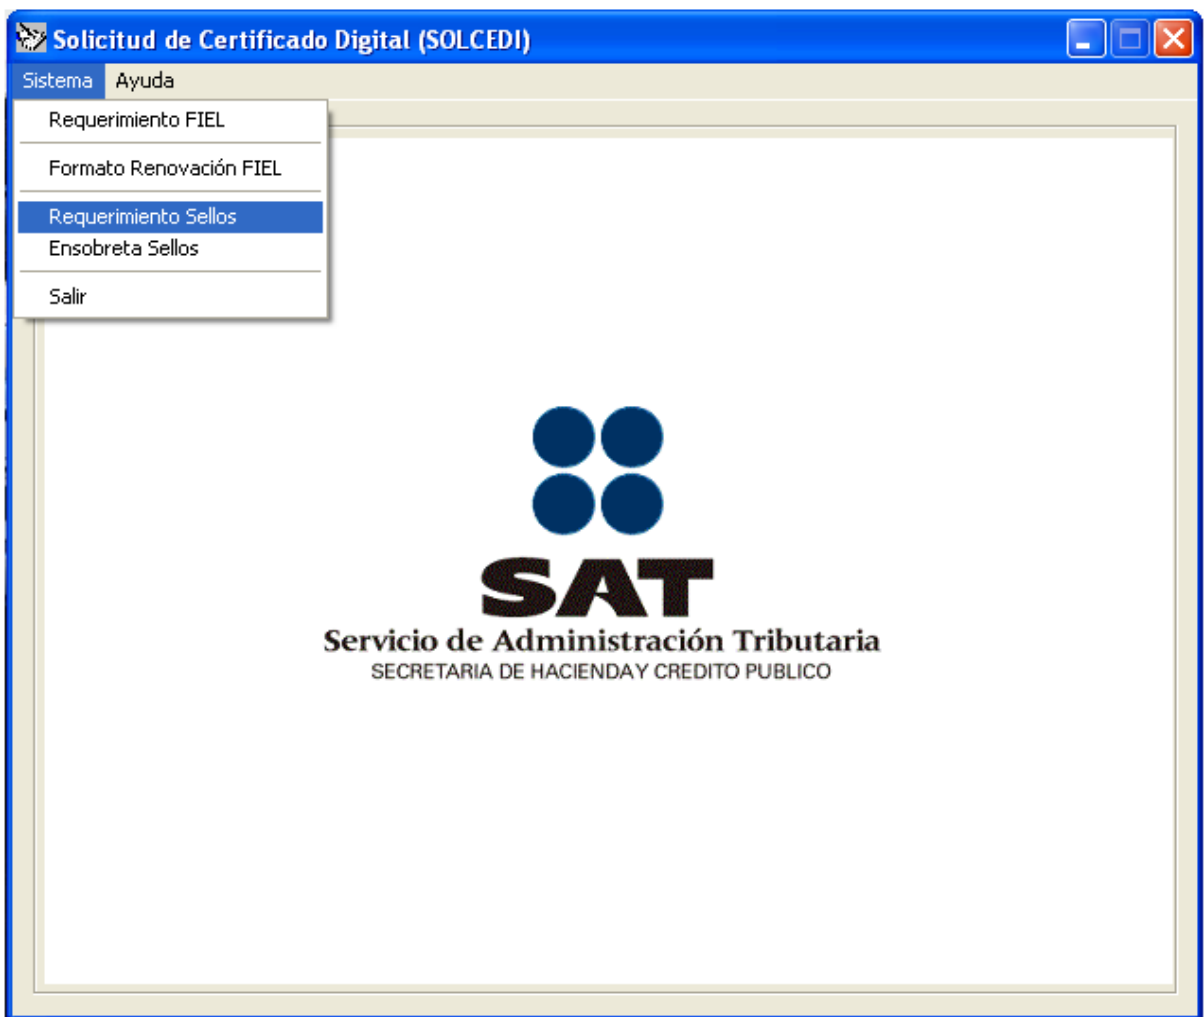 Solicitud de Certificado Digital (SOLCEDI)
Sistema Ayuda
Requerimiento FIEL
Formato Renovación FIEL
Requerimiento Sellos
Ensobreta Sellos
Salir
SAT
Servicio de Administración Tributaria
SECRETARIA DE HACIENDA Y CREDITO PUBLICO